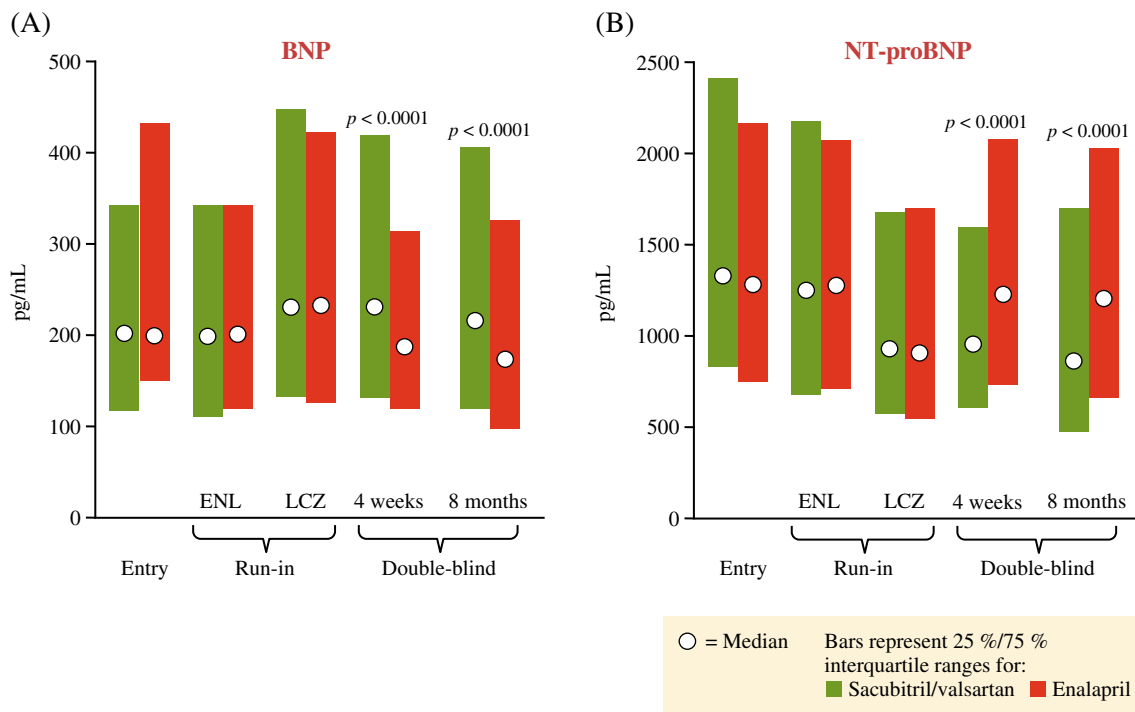 (A)
BNP
500
400
300
200
100
0
pg/mL
p < 0.0001
p < 0.0001
ENL
LCZ
4 weeks
8 months
Entry
Run-in
Double-blind
(B)
NT-proBNP
2500
2000
1500
1000
500
0
pg/mL
p < 0.0001
p < 0.0001
ENL
LCZ
4 weeks
8 months
Entry
Run-in
Double-blind
= Median
Bars represent 25 %/75 %
interquartile ranges for:
Sacubitril/valsartan
Enalapril